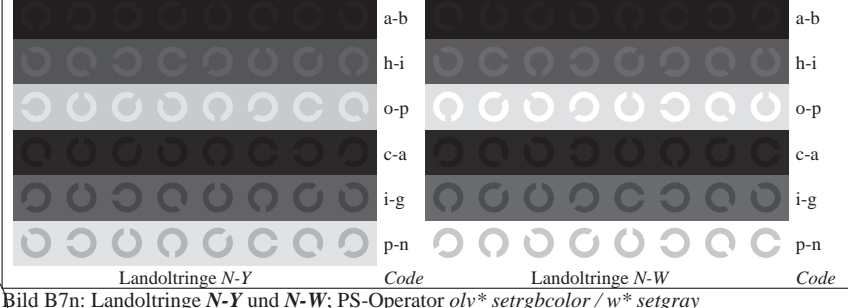 a-b a-b
h-i h-i
o-p o-p
c-a c-a
i-g i-g
p-n p-n
Landoltringe N-Y Code Landoltringe N-W Code
Bild B7n: Landoltringe N-Y und N-W; PS-Operator olv* setrgbcolor / w* setgray